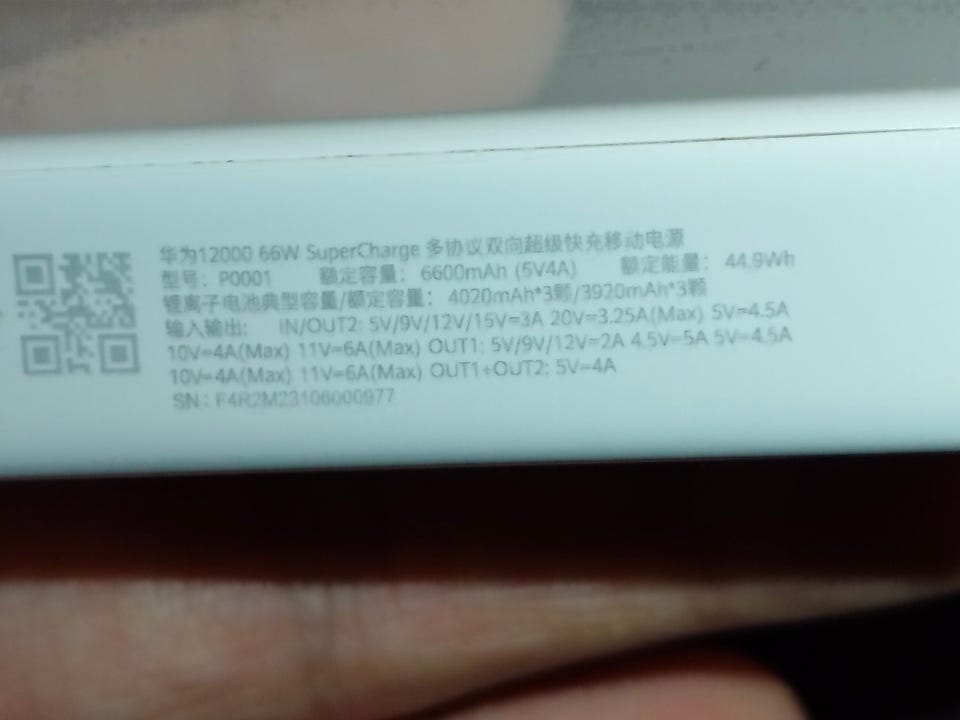 华为12000 66W SuperCharge 多协议双向超级快充移动电源
型号：P0001 额定容量：6600mAh (5V4A) 额定能量：44.9Wh
锂离子电池典型容量/额定容量：4020mAh*3颗/3920mAh*3颗
输入输出: IN/OUT2: 5V/9V/12V/15V=3A 20V=3.25A(Max) 5V=4.5A
10V=4A(Max) 11V=6A(Max) OUT1: 5V/9V/12V=2A 4.5V=5A 5V=4.5A
10V=4A(Max) 11V=6A(Max) OUT1+OUT2: 5V=4A
SN: F4R2M23106000977